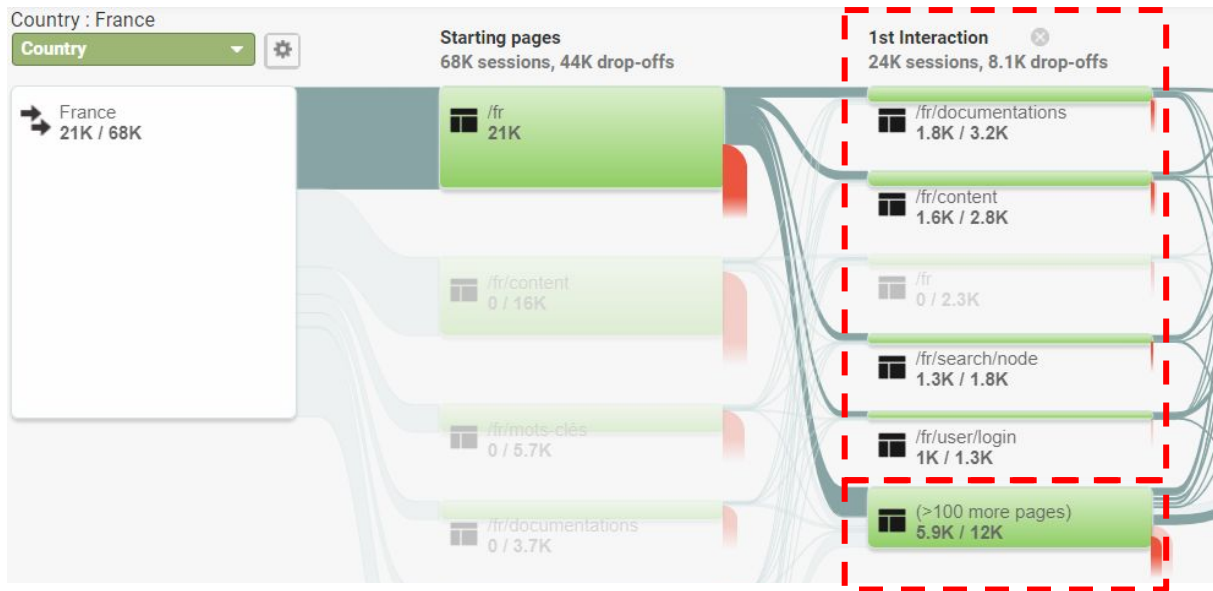 Country : France
Country
France
21K / 68K
Starting pages
68K sessions, 44K drop-offs
/fr
21K
/fr/content
0 / 16K
/fr/mots-clés
0 / 5.7K
/fr/documentations
0 / 3.7K
1st Interaction
24K sessions, 8.1K drop-offs
/fr/documentations
1.8K / 3.2K
/fr/content
1.6K / 2.8K
/fr
0 / 2.3K
/fr/search/node
1.3K / 1.8K
/fr/user/login
1K / 1.3K
(>100 more pages)
5.9K / 12K